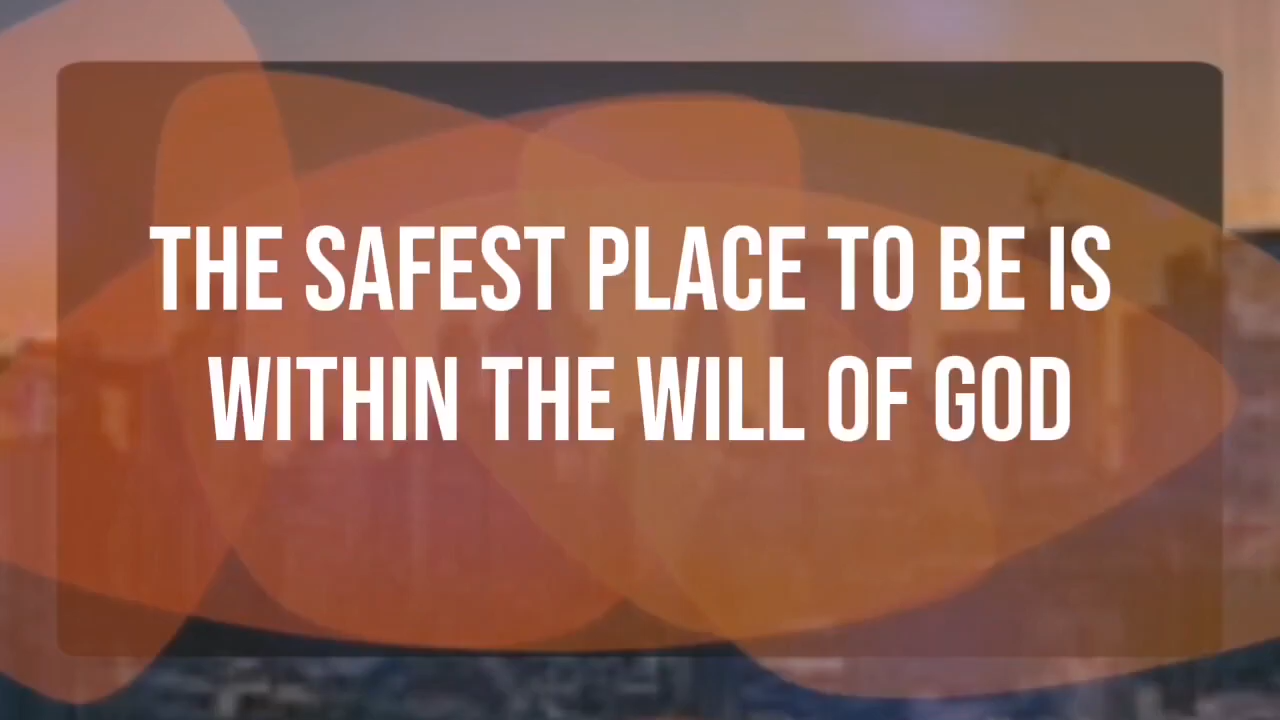 THE SAFEST PLACE TO BE IS
WITHIN THE WILL OF GOD